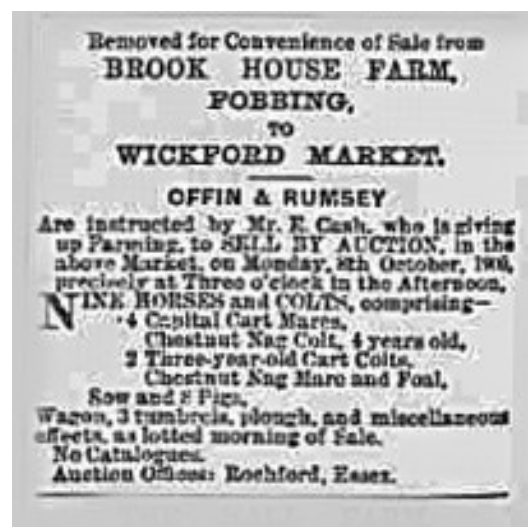 Removed for Convenience of Sale from
BROOK HOUSE FARM,
FOBBING,
TO
WICKFORD MARKET.
OFFIN & RUMSEY
Are instructed by Mr. E. Cash, who is giving
up Farming, to SELL BY AUCTION, in the
above Market, on Monday, 8th October, 1906,
precisely at Three o'clock in the Afternoon,
NINE HORSES and COLTS, comprising—
4 Capital Cart Mares,
Chestnut Nag Colt, 4 years old,
2 Three-year-old Cart Colts,
Chestnut Nag Mare and Foal,
Sow and 8 Pigs,
Wagon, 3 tumbrels, plough, and miscellaneous
effects, as lotted morning of Sale.
No Catalogues.
Auction Offices: Rochford, Essex.